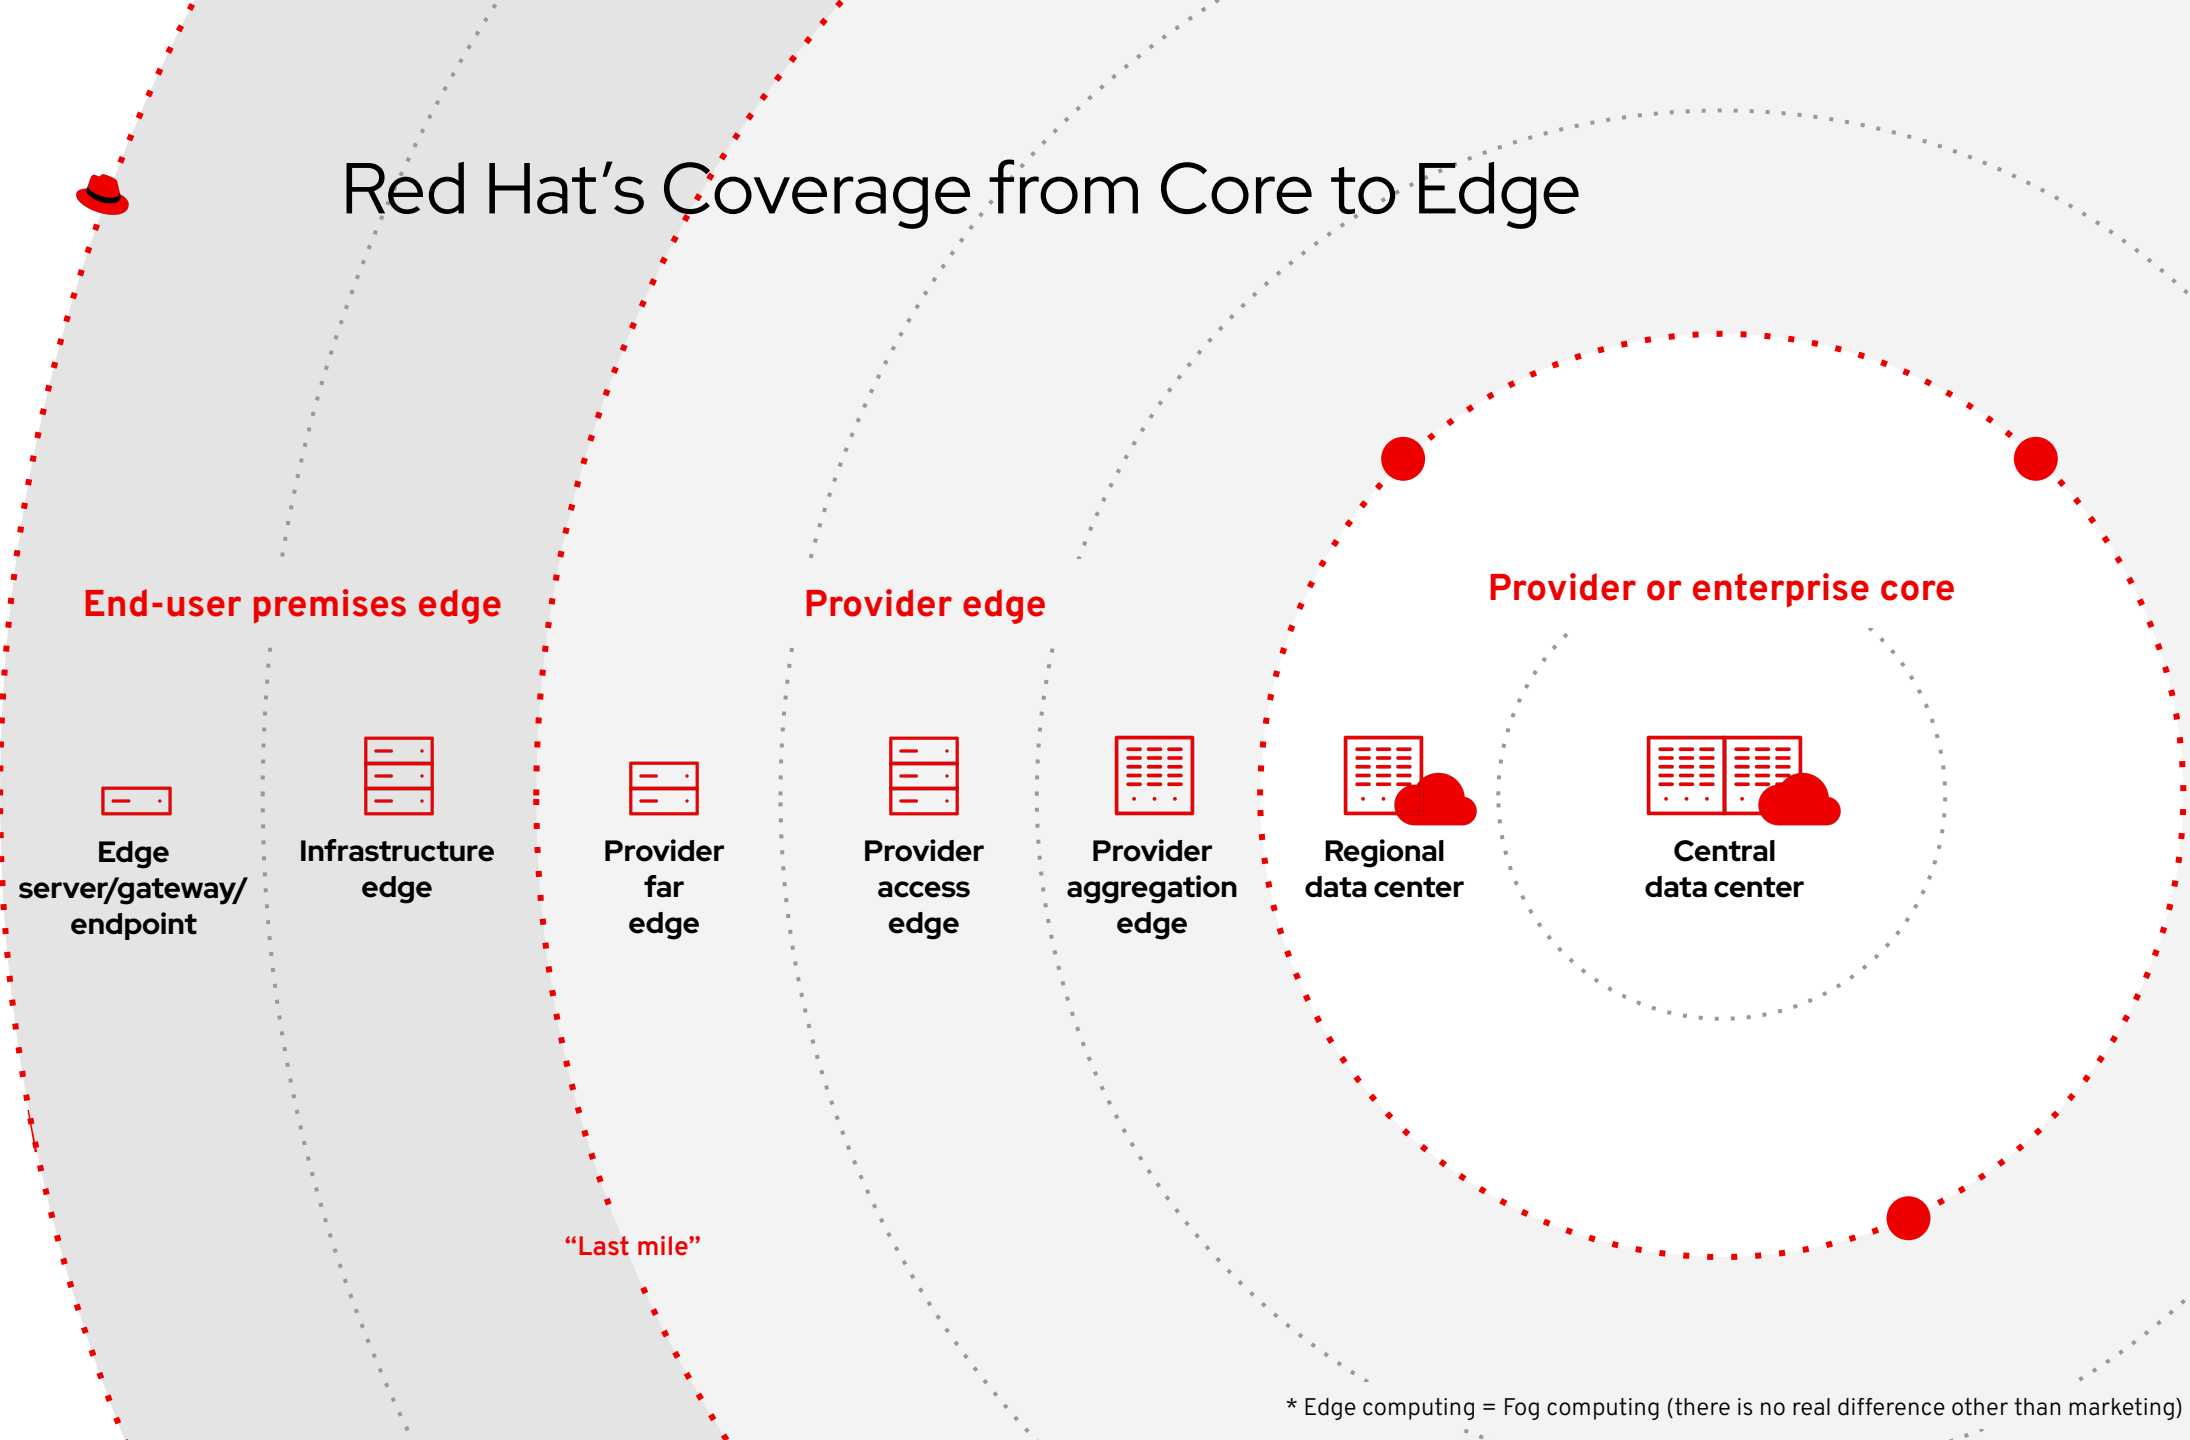 Red Hat’s Coverage from Core to Edge
End-user premises edge
Provider edge
Provider or enterprise core
Edge
server/gateway/
endpoint
Infrastructure
edge
Provider
far
edge
Provider
access
edge
Provider
aggregation
edge
Regional
data center
Central
data center
“Last mile”
* Edge computing = Fog computing (there is no real difference other than marketing)